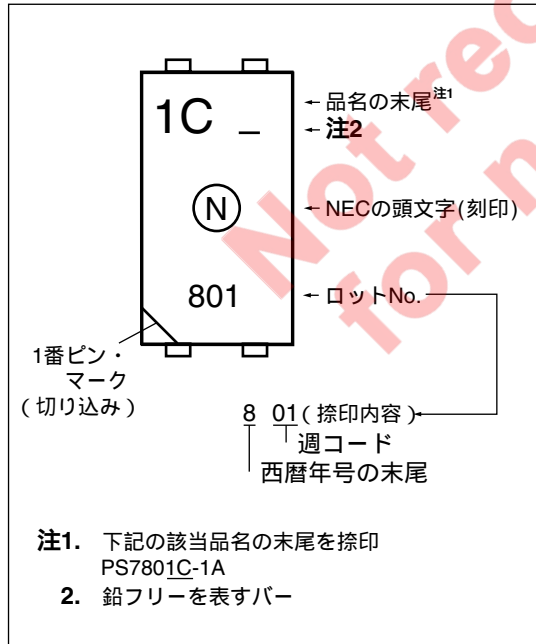 1C _
← 品名の末尾注1
← 注2
N
← NECの頭文字(刻印)
801
← ロットNo.
1番ピン・
マーク
(切り込み)
8 01(捺印内容)
週コード
西暦年号の末尾
注1. 下記の該当品名の末尾を捺印
PS7801C-1A
2. 鉛フリーを表すバー
Not
for n